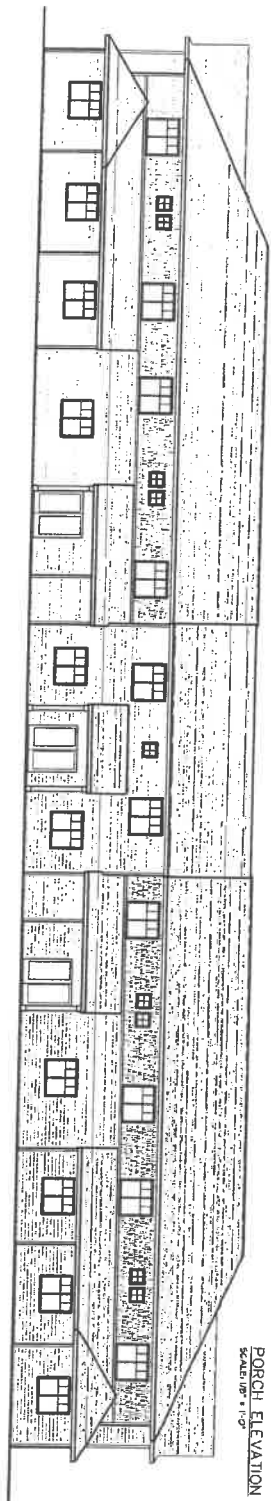 PORCH ELEVATION
SCALE: 1/8" = 1'-0"